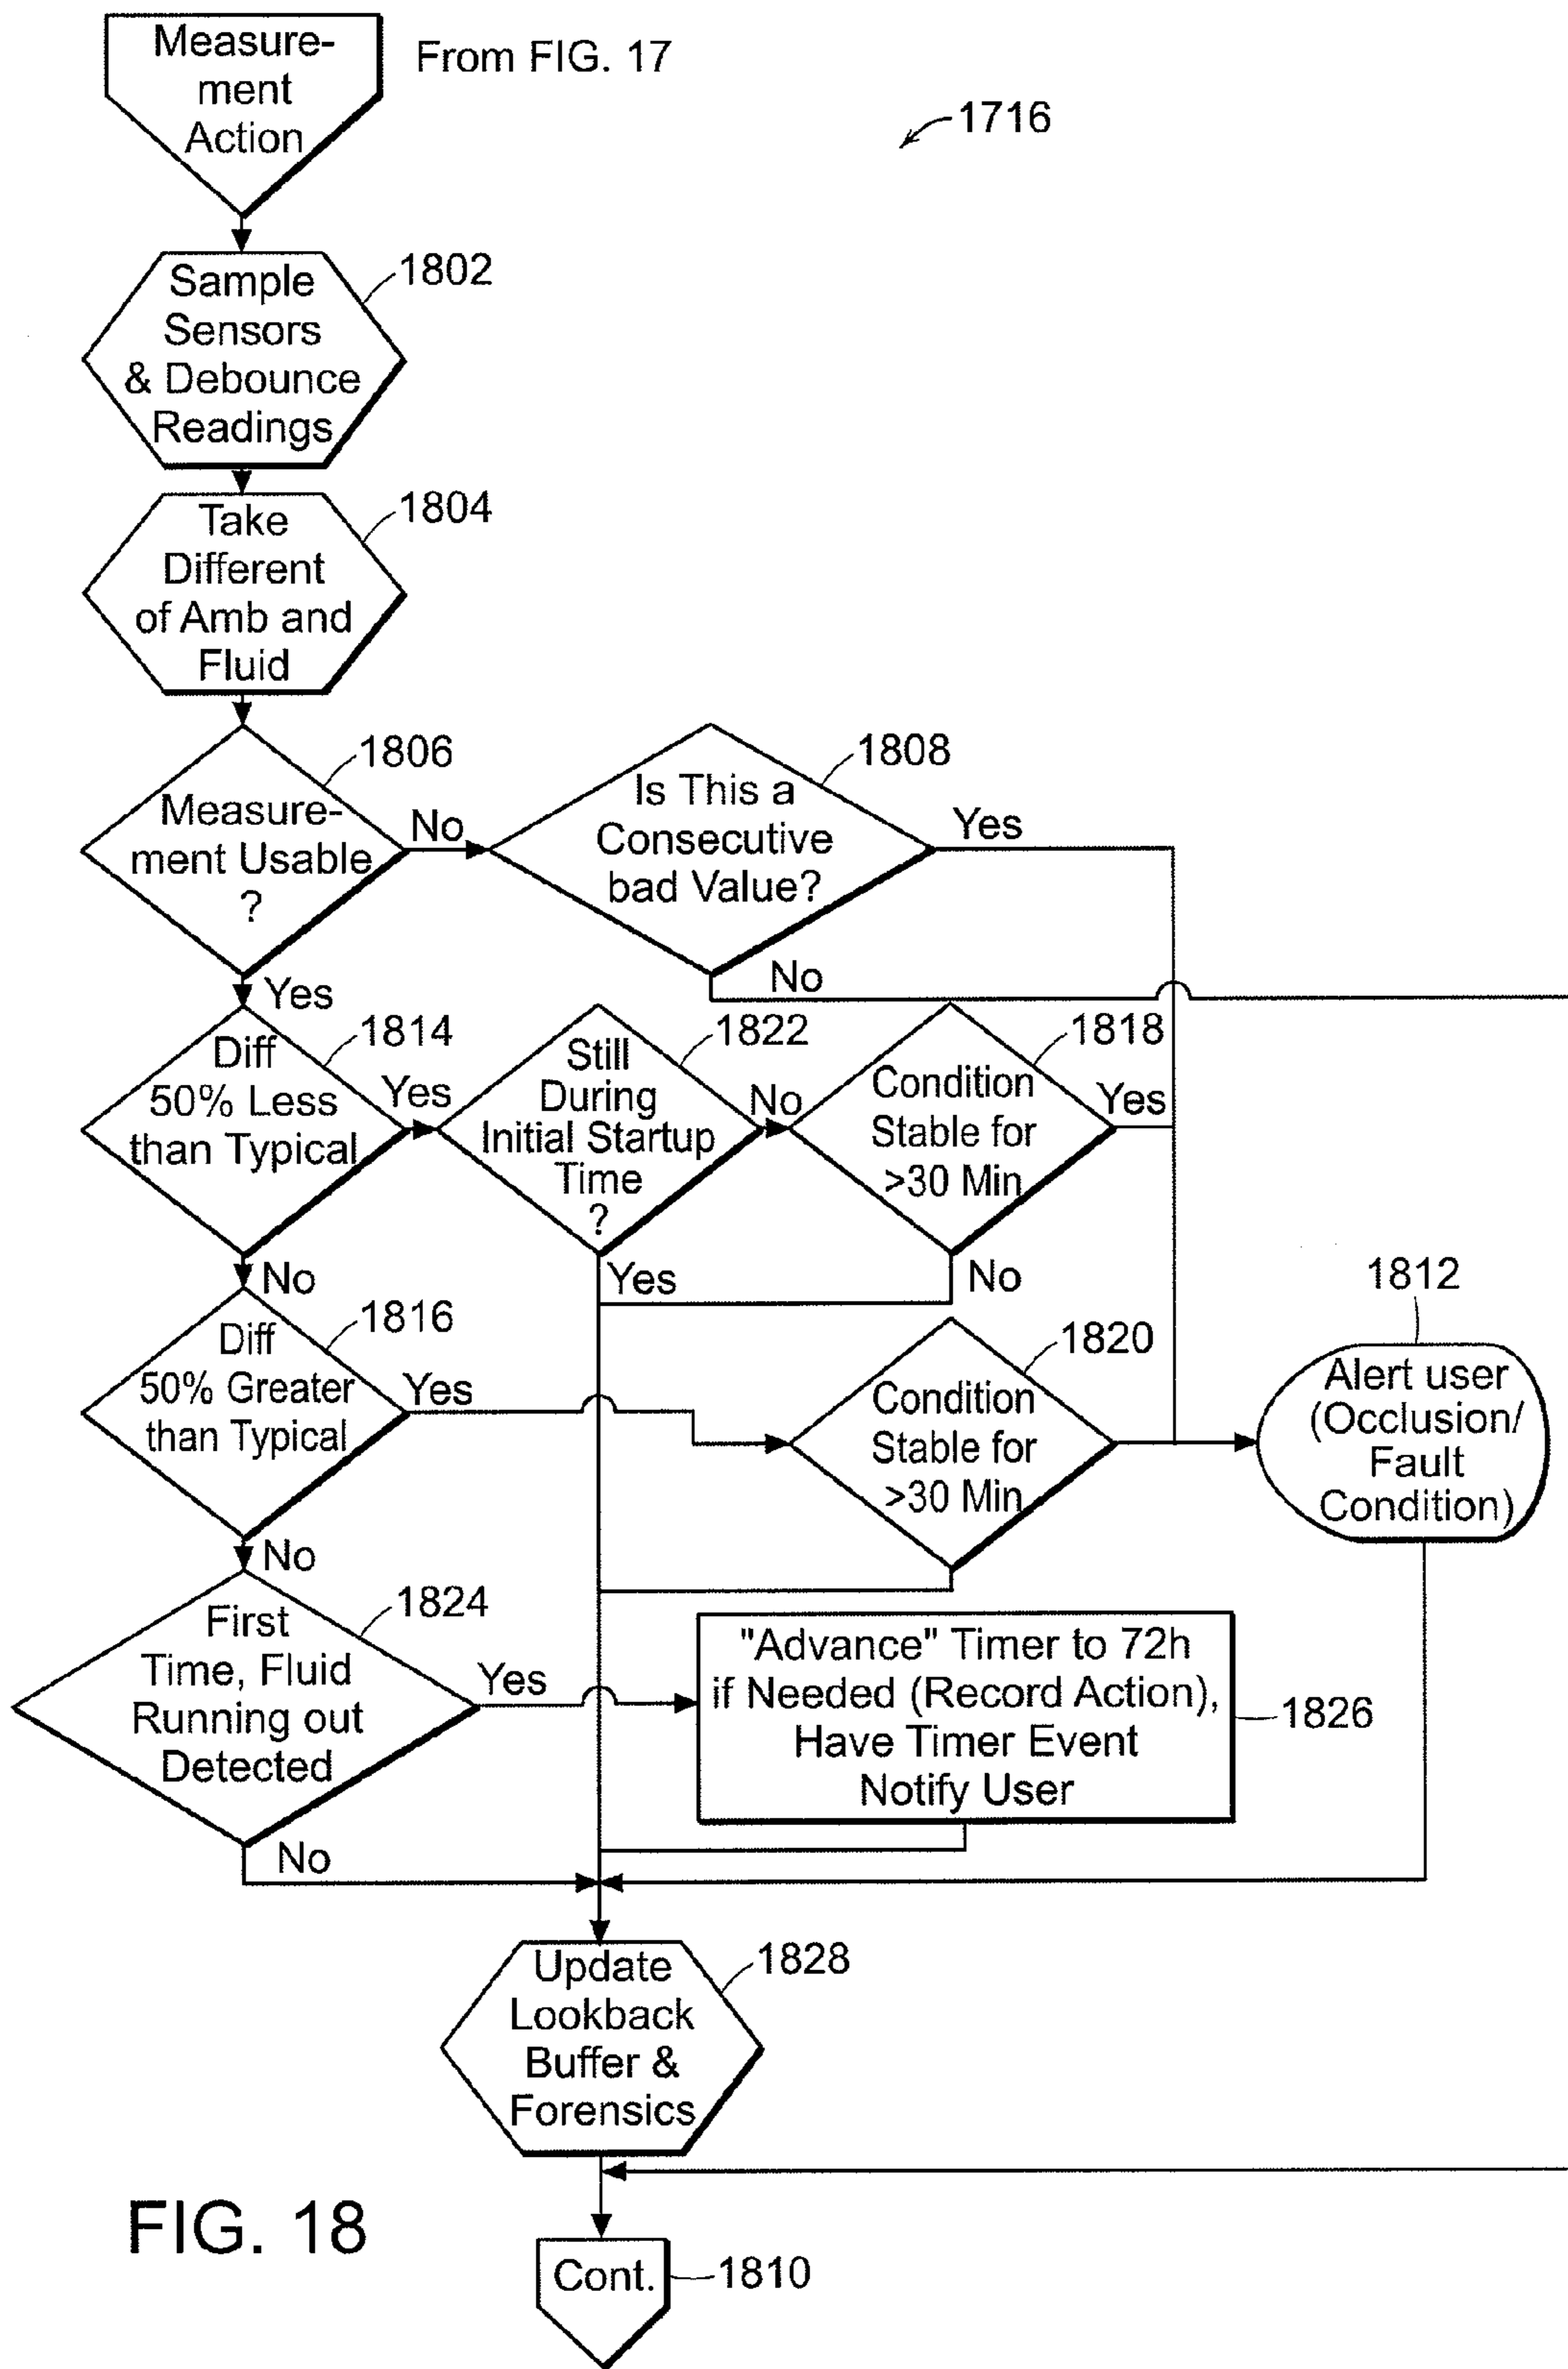 Measure-
ment
Action
From FIG. 17
1716
Sample
Sensors
& Debounce
Readings
1802
Take
Different
of Amb and
Fluid
1804
Measure-
ment Usable
?
1806
No
Is This a
Consecutive
bad Value?
1808
Yes
No
Yes
Diff
50% Less
than Typical
1814
Yes
Still
During
Initial Startup
Time
?
1822
No
Condition
Stable for
>30 Min
1818
Yes
No
Yes
No
Diff
50% Greater
than Typical
1816
Yes
Condition
Stable for
>30 Min
1820
1812
Alert user
(Occlusion/
Fault
Condition)
No
First
Time, Fluid
Running out
Detected
1824
Yes
"Advance" Timer to 72h
if Needed (Record Action),
Have Timer Event
Notify User
1826
No
Update
Lookback
Buffer &
Forensics
1828
FIG. 18
Cont.
1810